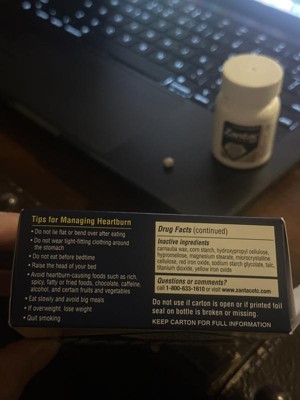 Zantac
Tips for Managing Heartburn
• Do not lie flat or bend over after eating
• Do not wear tight-fitting clothing around
the stomach
• Do not eat before bedtime
• Raise the head of your bed
• Avoid heartburn-causing foods such as rich,
spicy, fatty or fried foods, chocolate, caffeine,
alcohol, and certain fruits and vegetables
• Eat slowly and avoid big meals
• If overweight, lose weight
• Quit smoking
Drug Facts (continued)
Inactive ingredients
carnauba wax, corn starch, hydroxypropyl cellulose,
hypromellose, magnesium stearate, microcrystalline
cellulose, red iron oxide, sodium starch glycolate, talc,
titanium dioxide, yellow iron oxide
Questions or comments?
call 1-800-633-1610 or visit www.zantacotc.com
Do not use if carton is open or if printed foil
seal on bottle is broken or missing.
KEEP CARTON FOR FULL INFORMATION